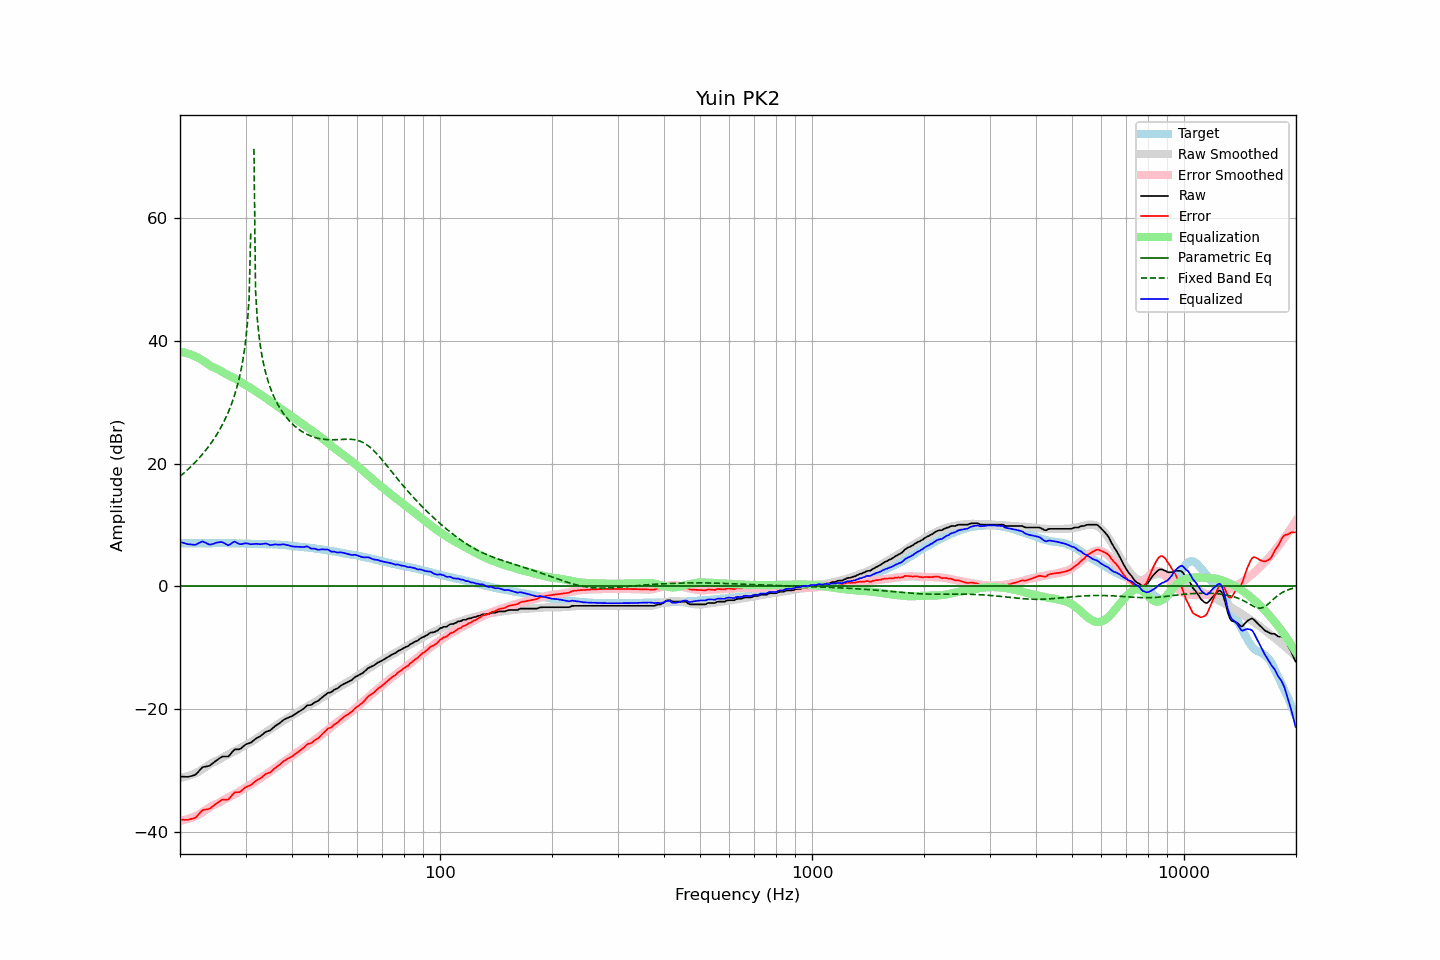 Yuin PK2
Target
Raw Smoothed
Error Smoothed
Raw
Error
Equalization
Parametric Eq
Fixed Band Eq
Equalized
60
40
20
0
−20
−40
Amplitude (dBr)
100
1000
10000
Frequency (Hz)